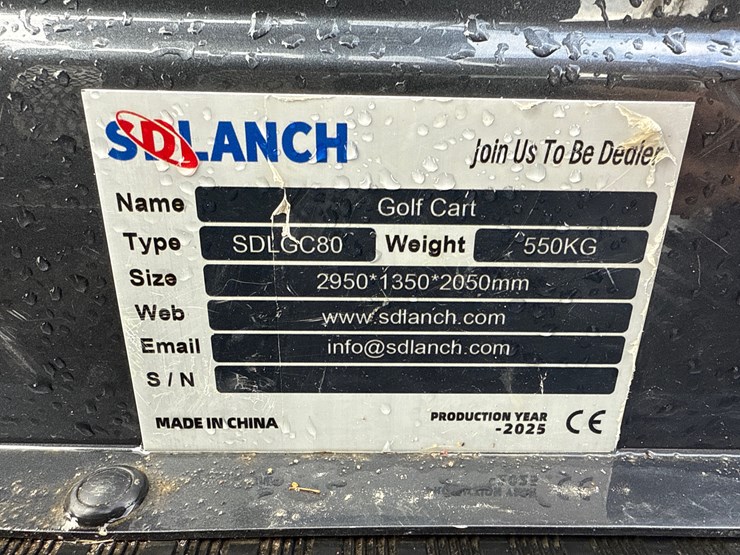 SDLANCH
Join Us To Be Dealer
Name Golf Cart
Type SDLGC80 Weight 550KG
Size 2950*1350*2050mm
Web www.sdlanch.com
Email info@sdlanch.com
S/N
MADE IN CHINA
PRODUCTION YEAR
-2025
CE